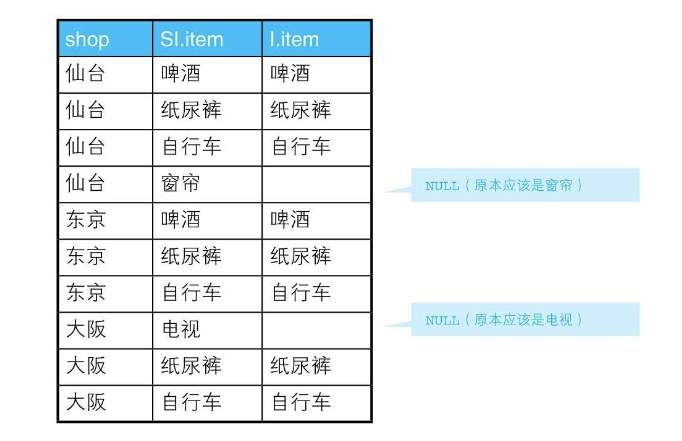 shop SI.item I.item
仙台 啤酒 啤酒
仙台 纸尿裤 纸尿裤
仙台 自行车 自行车
仙台 窗帘
NULL（原本应该是窗帘）
东京 啤酒 啤酒
东京 纸尿裤 纸尿裤
东京 自行车 自行车
大阪 电视
NULL（原本应该是电视）
大阪 纸尿裤 纸尿裤
大阪 自行车 自行车